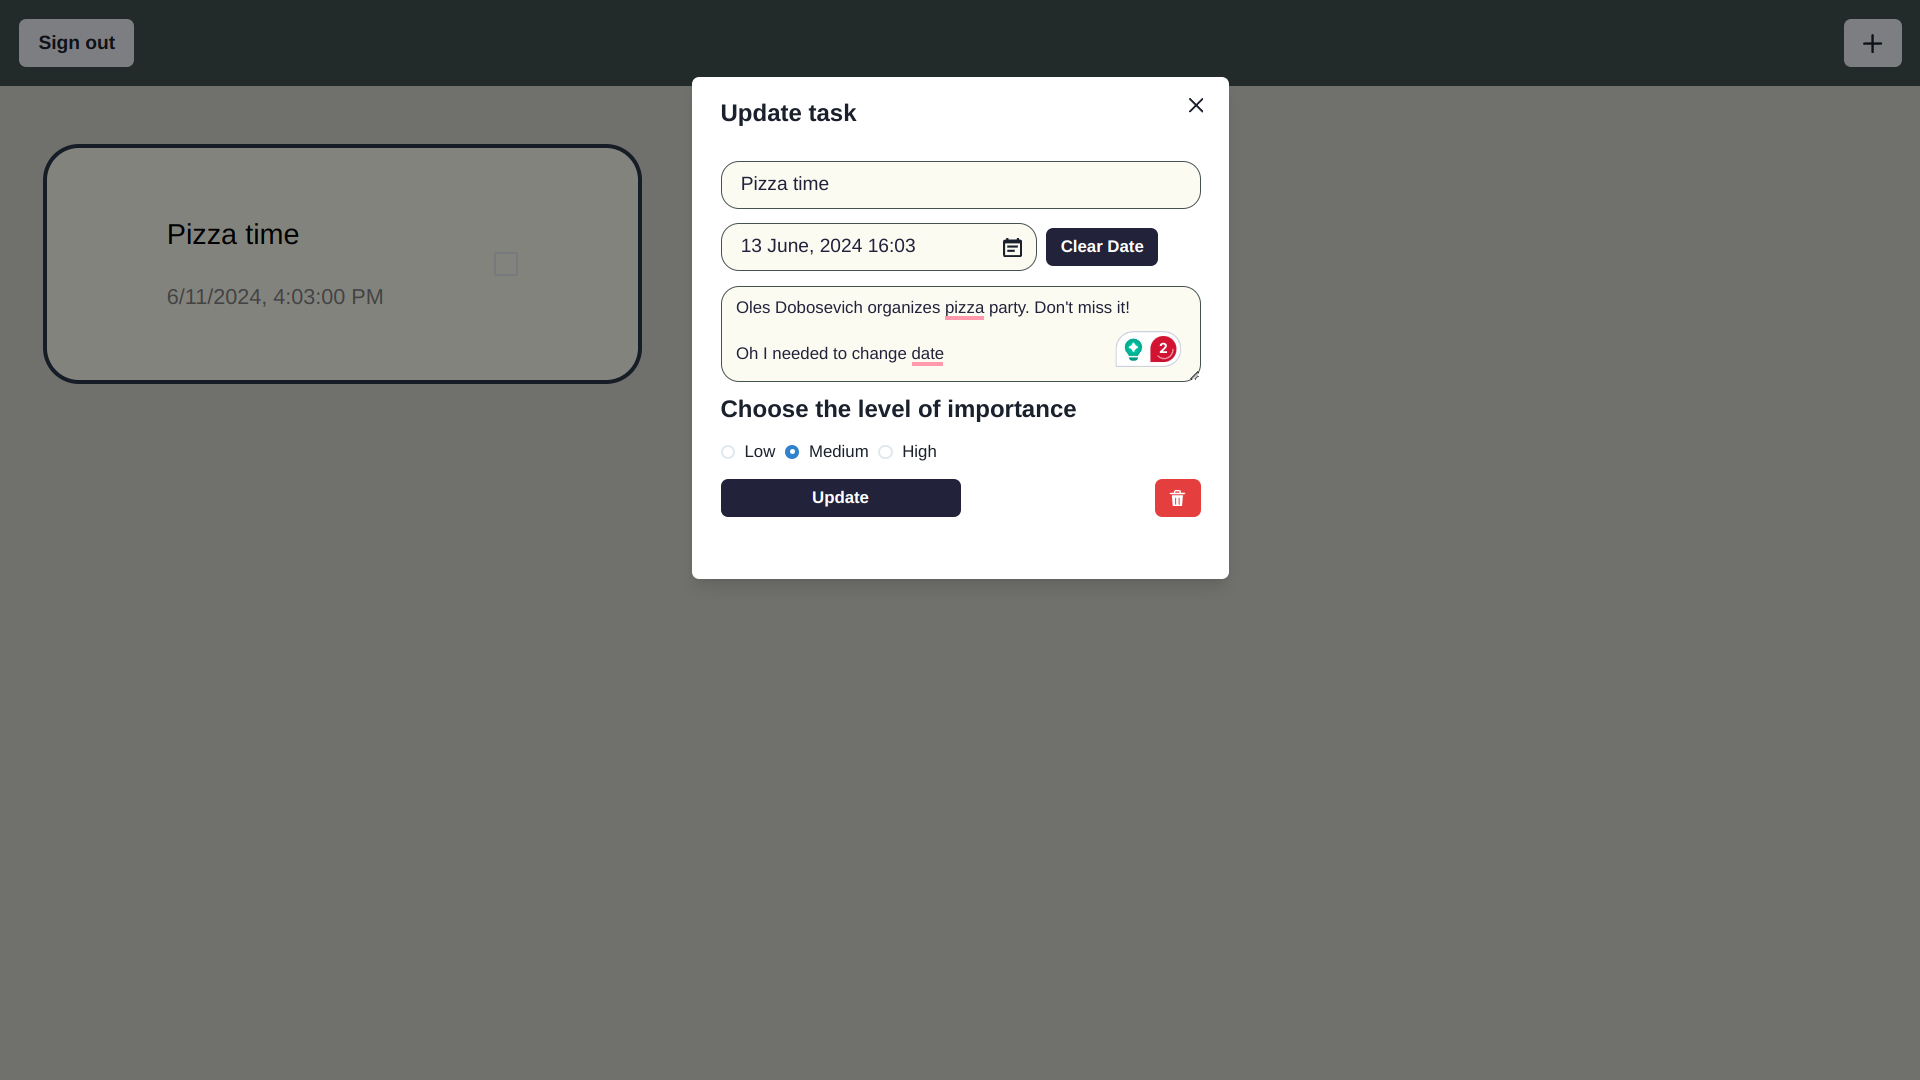 Sign out
Update task
Pizza time
Pizza time
6/11/2024, 4:03:00 PM
13 June, 2024 16:03
Clear Date
Oles Dobosevich organizes pizza party. Don't miss it!
Oh I needed to change date
2
Choose the level of importance
Low Medium High
Update